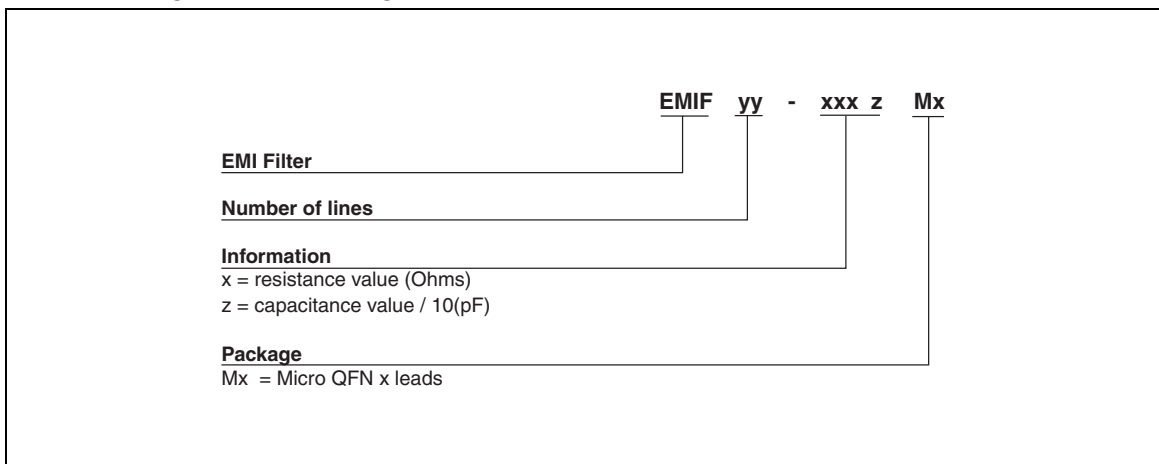 EMIF yy - xxx z Mx
EMI Filter
Number of lines
Information
x = resistance value (Ohms)
z = capacitance value / 10(pF)
Package
Mx = Micro QFN x leads